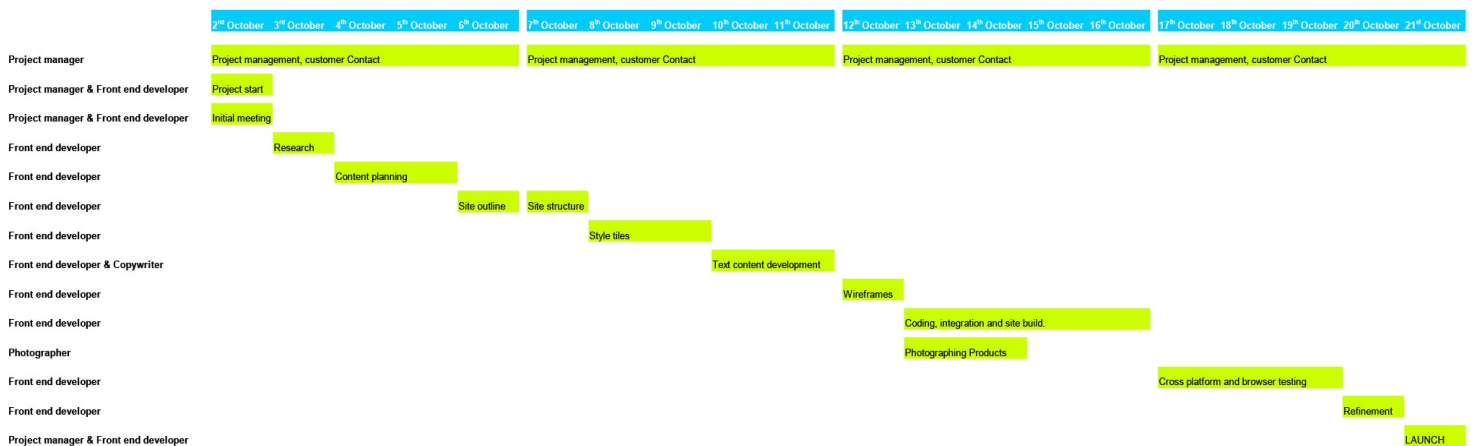 2nd October 3rd October 4th October 5th October 6th October 7th October 8th October 9th October 10th October 11th October 12th October 13th October 14th October 15th October 16th October 17th October 18th October 19th October 20th October 21st October
Project manager Project management, customer Contact Project management, customer Contact Project management, customer Contact Project management, customer Contact
Project manager & Front end developer Project start
Project manager & Front end developer Initial meeting
Front end developer Research
Front end developer Content planning
Front end developer Site outline Site structure
Front end developer Style tiles
Front end developer & Copywriter Text content development
Front end developer Wireframes
Front end developer Coding, integration and site build.
Photographer Photographing Products
Front end developer Cross platform and browser testing
Front end developer Refinement
Project manager & Front end developer LAUNCH